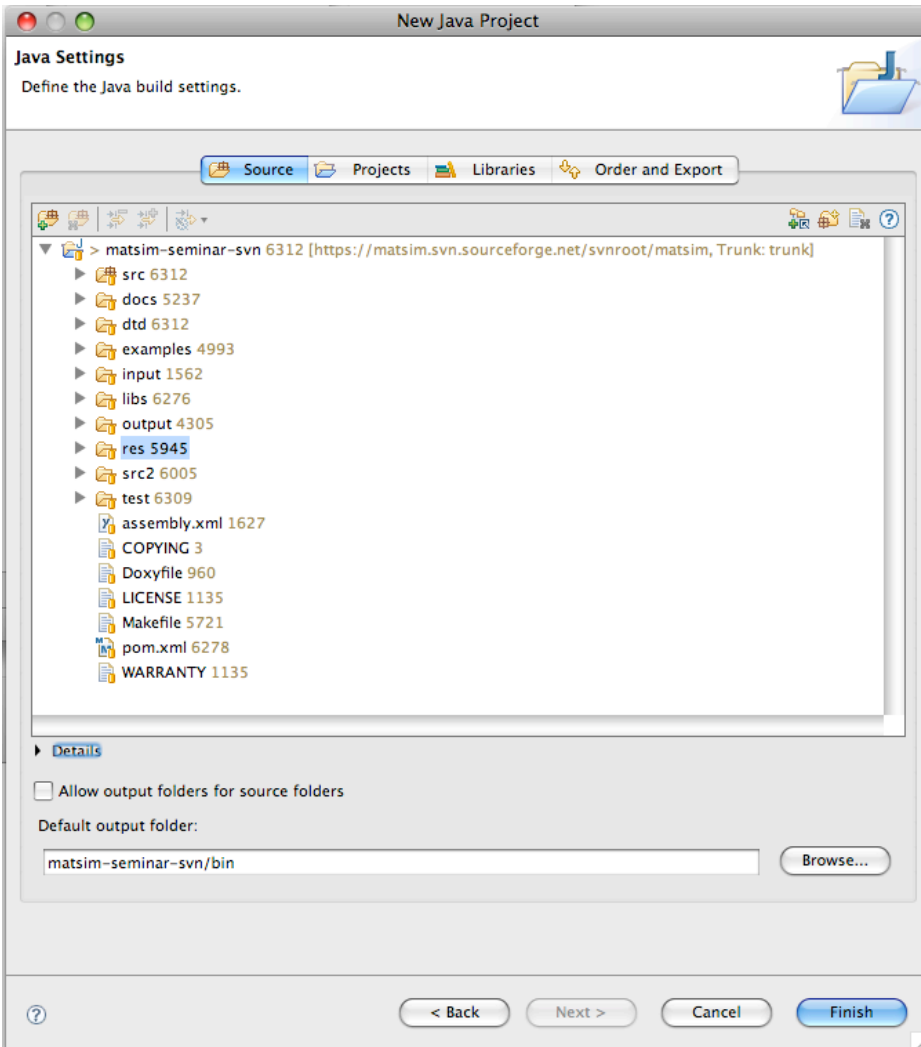 New Java Project
Java Settings
Define the Java build settings.
Source Projects Libraries Order and Export
> matsim-seminar-svn 6312 [https://matsim.svn.sourceforge.net/svnroot/matsim, Trunk: trunk]
src 6312
docs 5237
dtd 6312
examples 4993
input 1562
libs 6276
output 4305
res 5945
src2 6005
test 6309
assembly.xml 1627
COPYING 3
Doxyfile 960
LICENSE 1135
Makefile 5721
pom.xml 6278
WARRANTY 1135
Details
Allow output folders for source folders
Default output folder:
matsim-seminar-svn/bin
Browse...
< Back Next > Cancel Finish